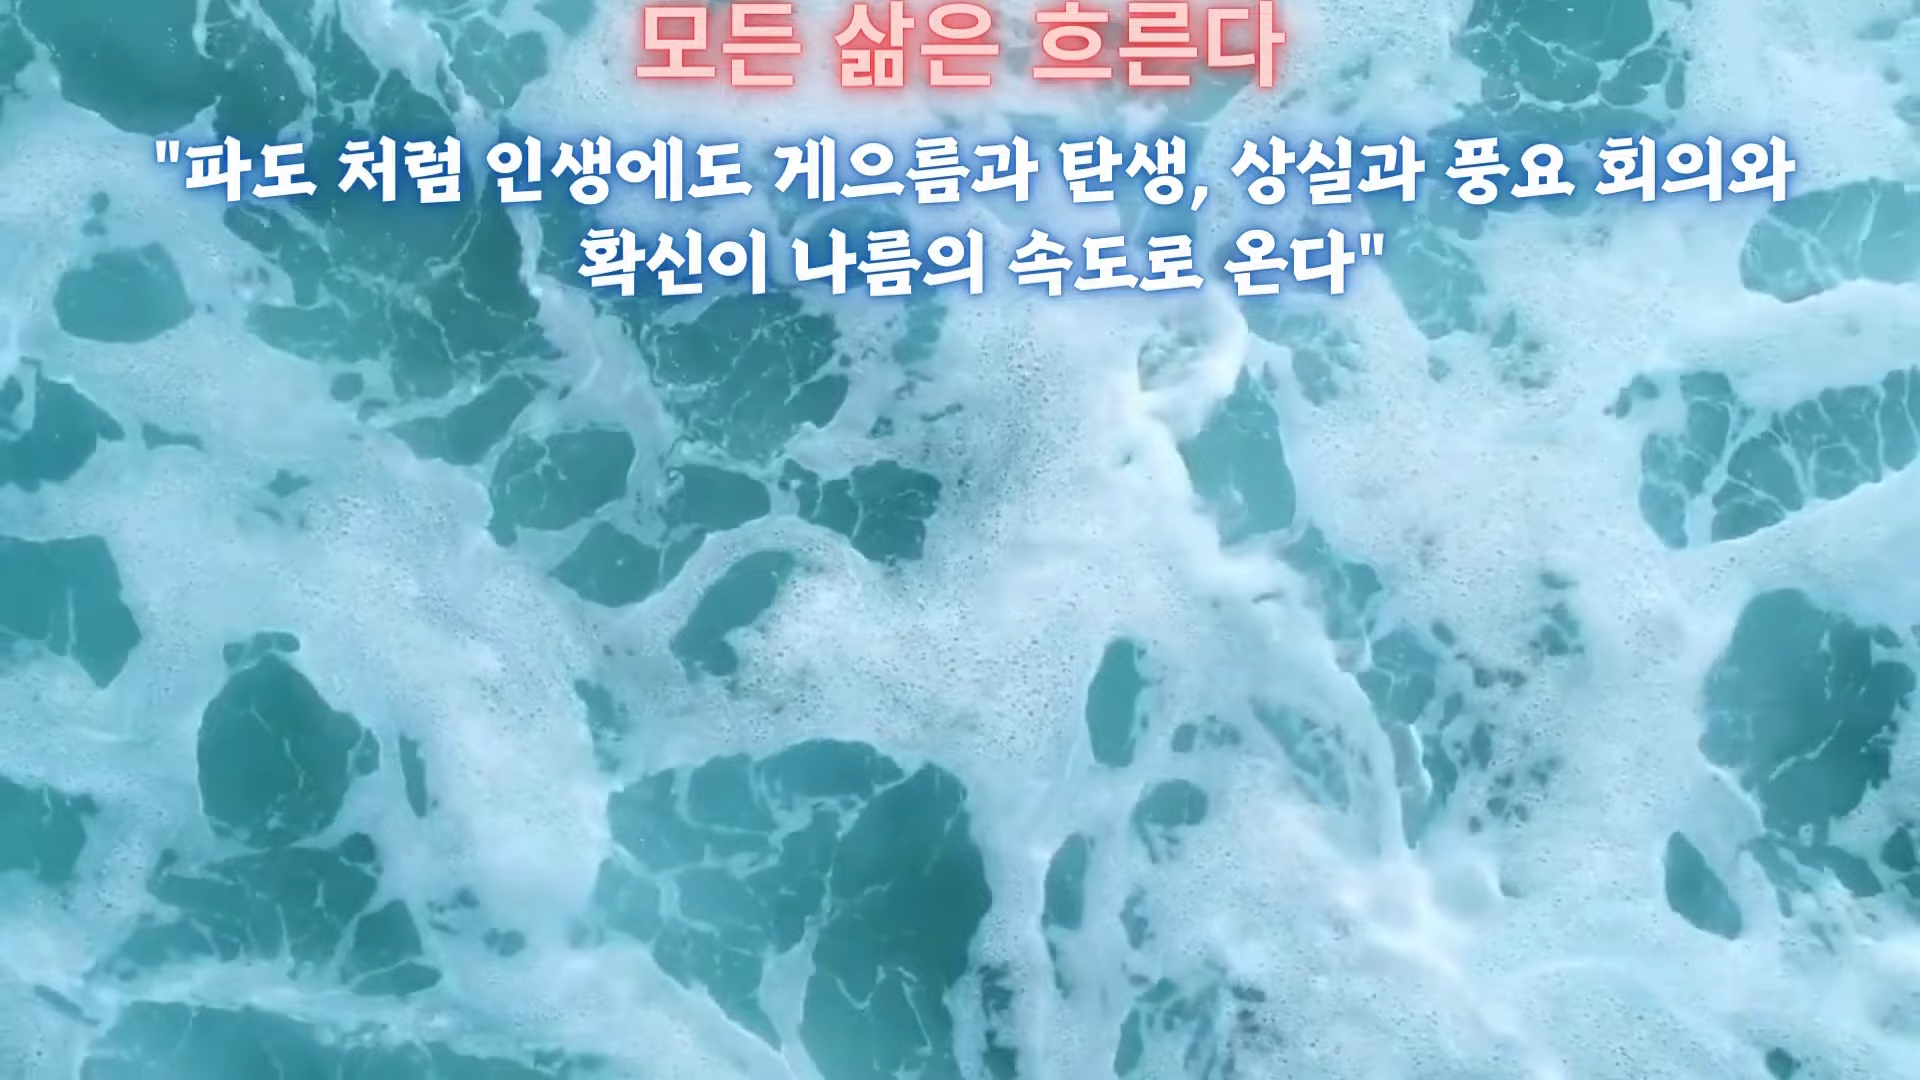 모든 삶은 흐른다
"파도 처럼 인생에도 게으름과 탄생, 상실과 풍요 회의와
확신이 나름의 속도로 온다"